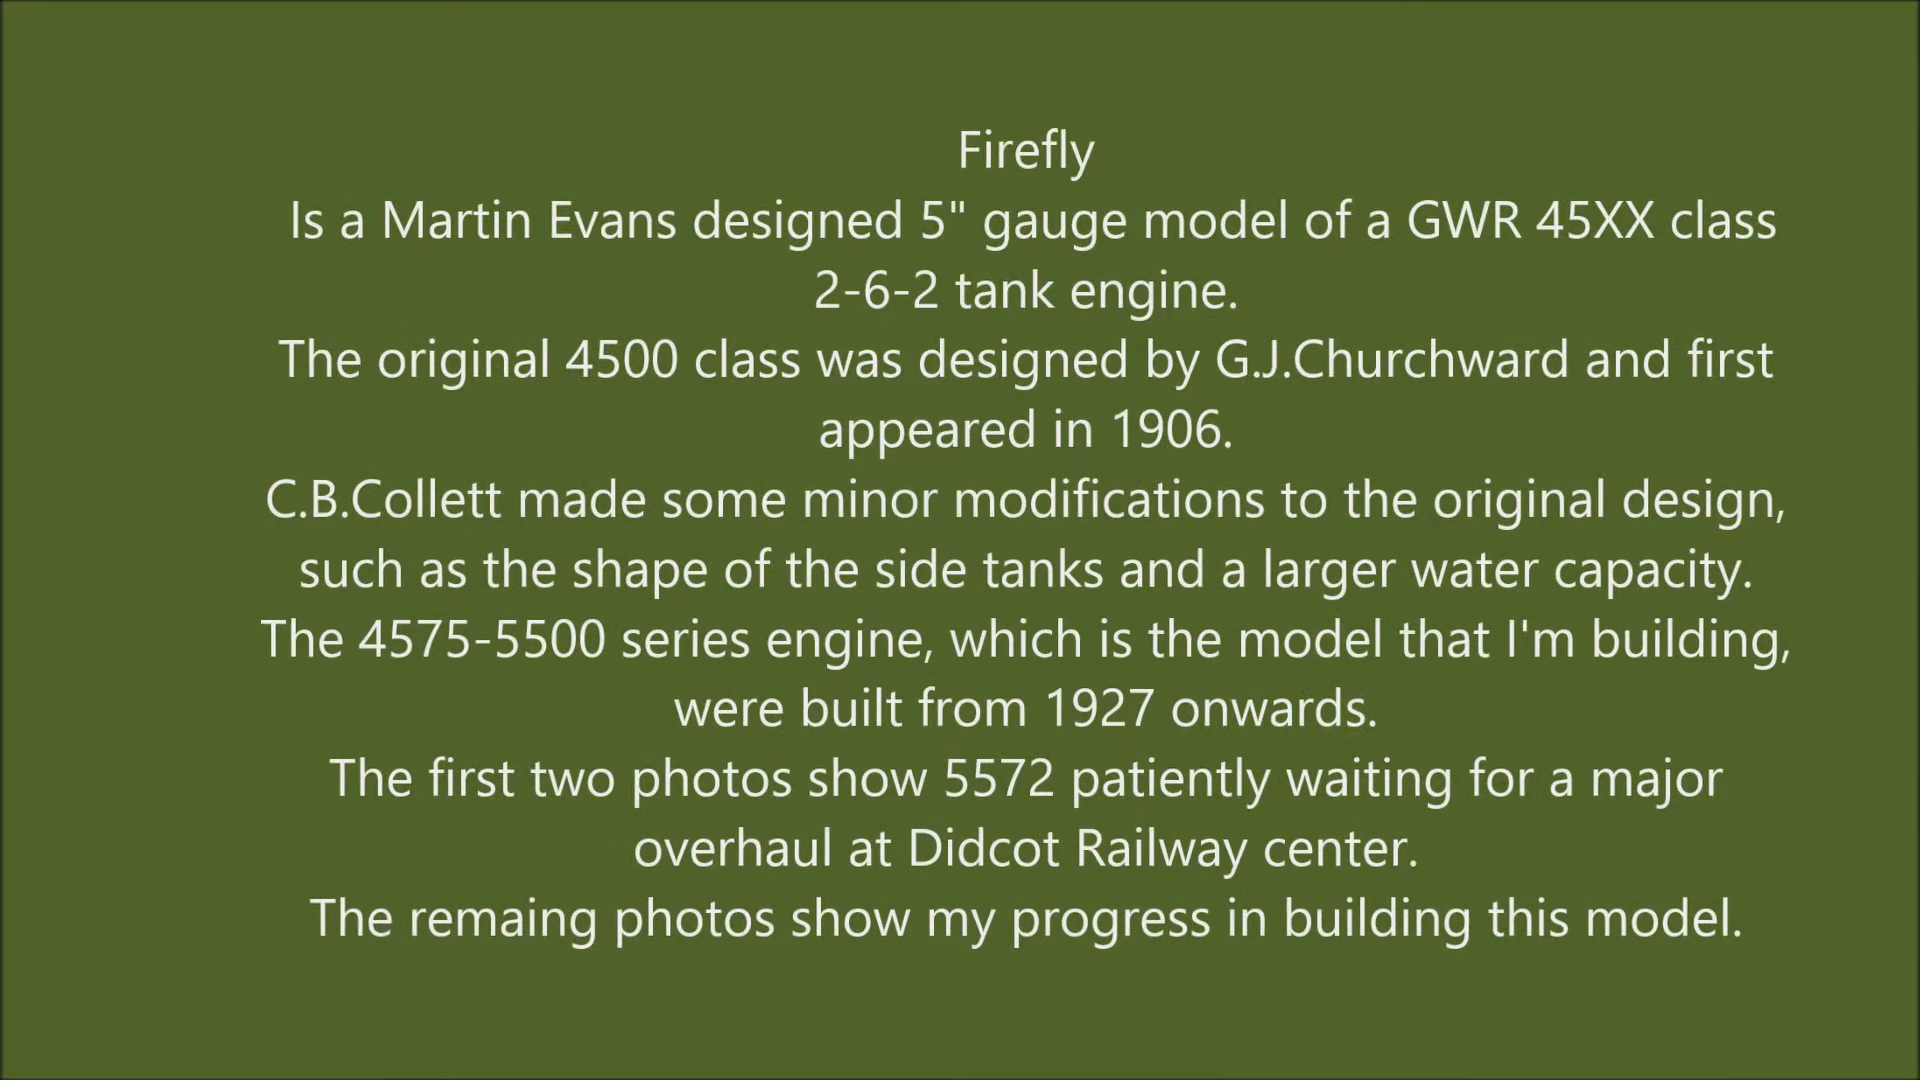 Firefly
Is a Martin Evans designed 5" gauge model of a GWR 45XX class
2-6-2 tank engine.
The original 4500 class was designed by G.J.Churchward and first
appeared in 1906.
C.B.Collett made some minor modifications to the original design,
such as the shape of the side tanks and a larger water capacity.
The 4575-5500 series engine, which is the model that I'm building,
were built from 1927 onwards.
The first two photos show 5572 patiently waiting for a major
overhaul at Didcot Railway center.
The remaing photos show my progress in building this model.